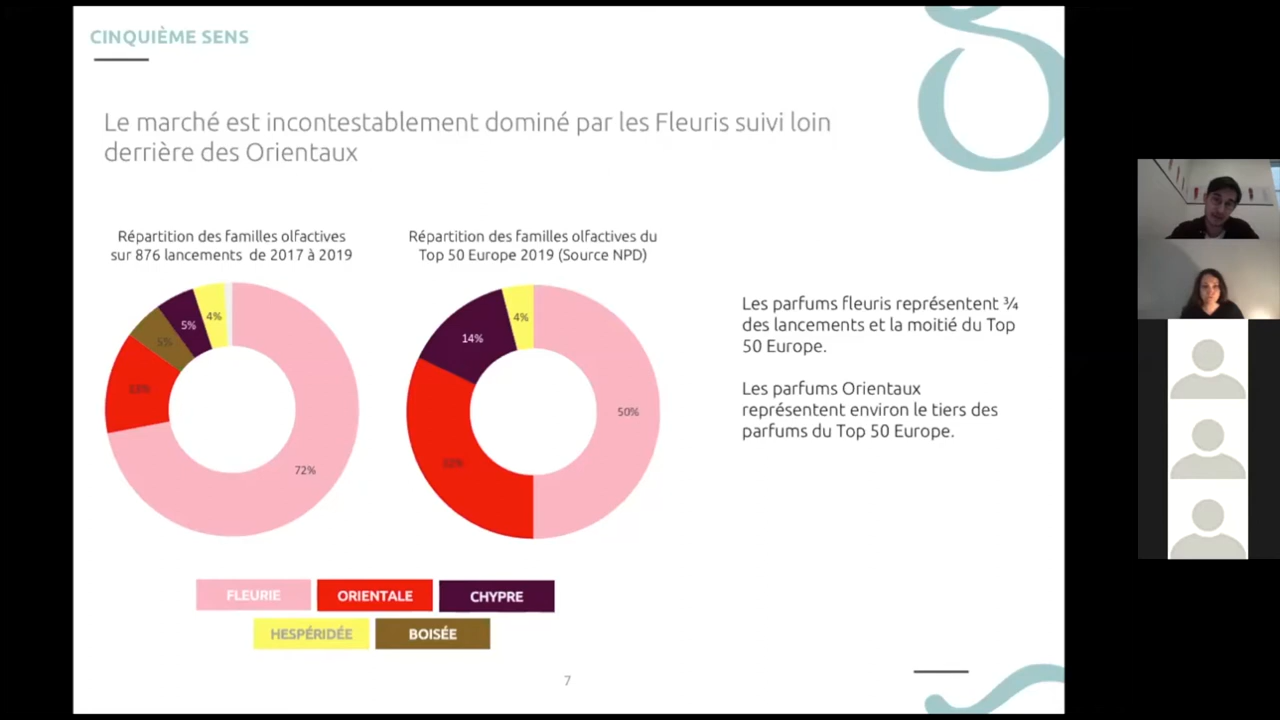 CINQUIÈME SENS
Le marché est incontestablement dominé par les Fleuris suivi loin
derrière des Orientaux
Répartition des familles olfactives
sur 876 lancements de 2017 à 2019
4%
5%
5%
72%
Répartition des familles olfactives du
Top 50 Europe 2019 (Source NPD)
4%
14%
50%
Les parfums fleuris représentent ¾
des lancements et la moitié du Top
50 Europe.
Les parfums Orientaux
représentent environ le tiers des
parfums du Top 50 Europe.
FLEURIE
ORIENTALE
CHYPRE
HESPÉRIDÉE
BOISÉE
7